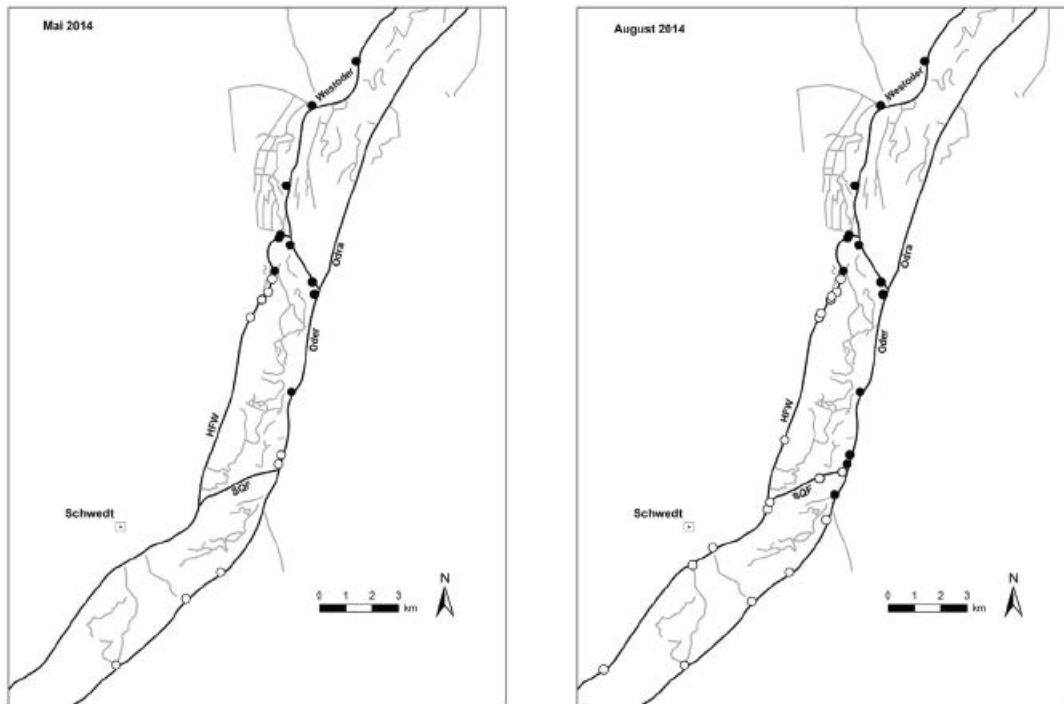 Mai 2014
Westoder
Odra
Oder
HFW
SQF
Schwedt
0 1 2 3
km
N
August 2014
Westoder
Odra
Oder
HFW
SQF
Schwedt
0 1 2 3
km
N